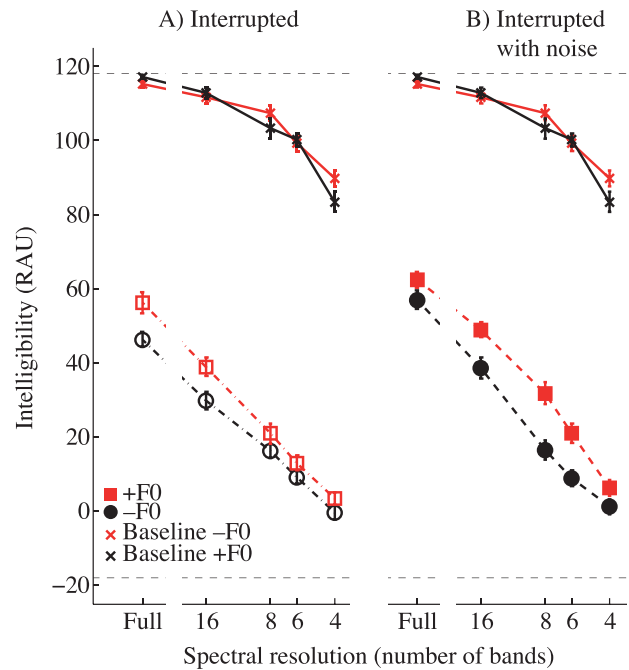 A) Interrupted
B) Interrupted
with noise
120
100
80
60
40
20
0
−20
Intelligibility (RAU)
+F0
−F0
Baseline −F0
Baseline +F0
Full 16 8 6 4
Full 16 8 6 4
Spectral resolution (number of bands)